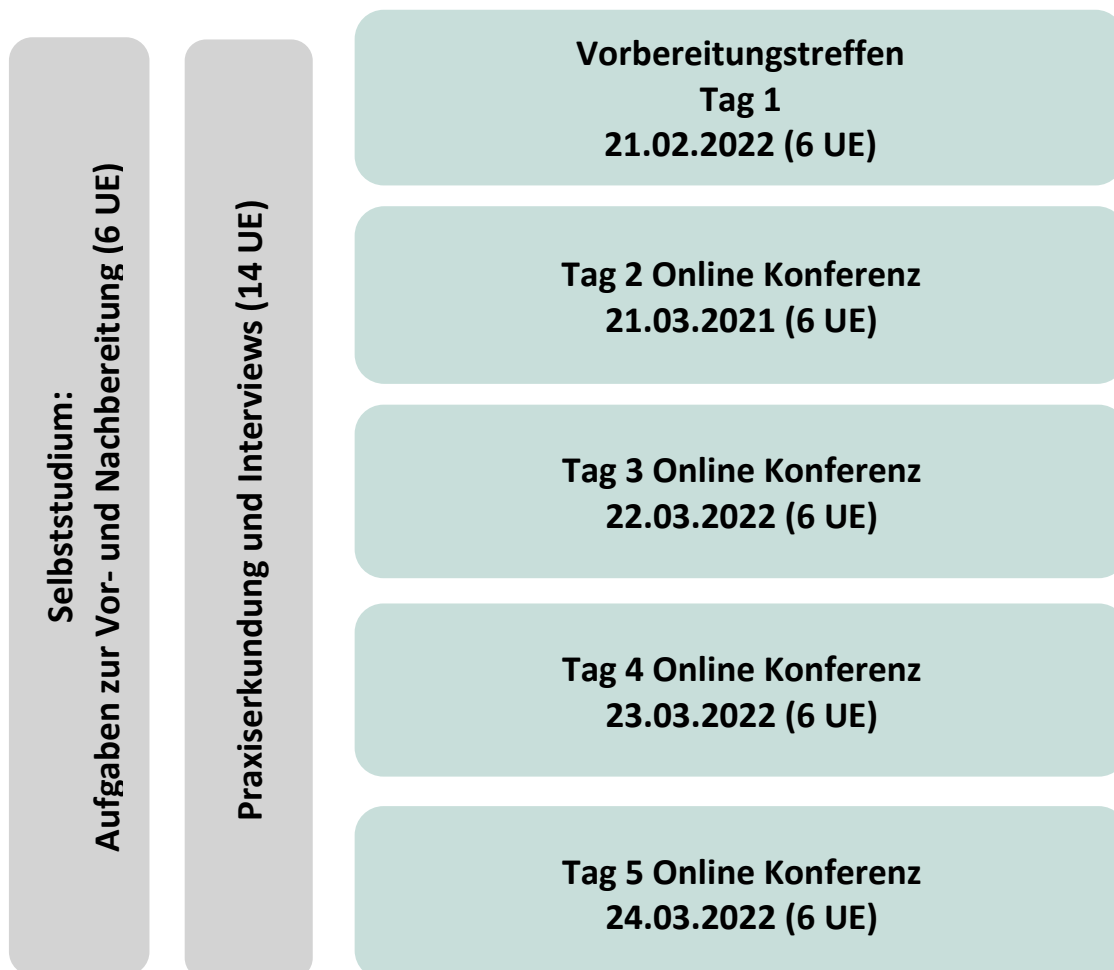 Selbststudium:
Aufgaben zur Vor- und Nachbereitung (6 UE)
Praxiserkundung und Interviews (14 UE)
Vorbereitungstreffen
Tag 1
21.02.2022 (6 UE)
Tag 2 Online Konferenz
21.03.2021 (6 UE)
Tag 3 Online Konferenz
22.03.2022 (6 UE)
Tag 4 Online Konferenz
23.03.2022 (6 UE)
Tag 5 Online Konferenz
24.03.2022 (6 UE)